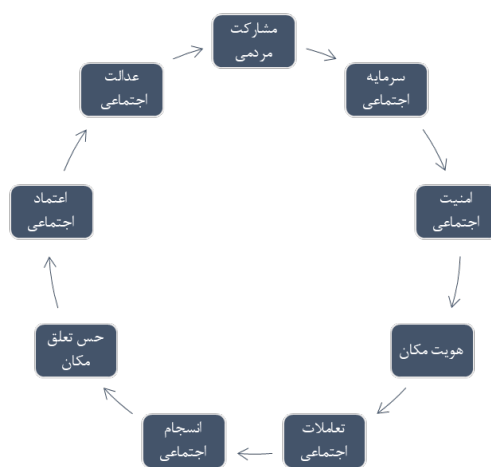 مشارکت
مردمی
سرمایه
اجتماعی
امنیت
اجتماعی
هویت مکان
تعاملات
اجتماعی
انسجام
اجتماعی
حس تعلق
مکان
اعتماد
اجتماعی
عدالت
اجتماعی